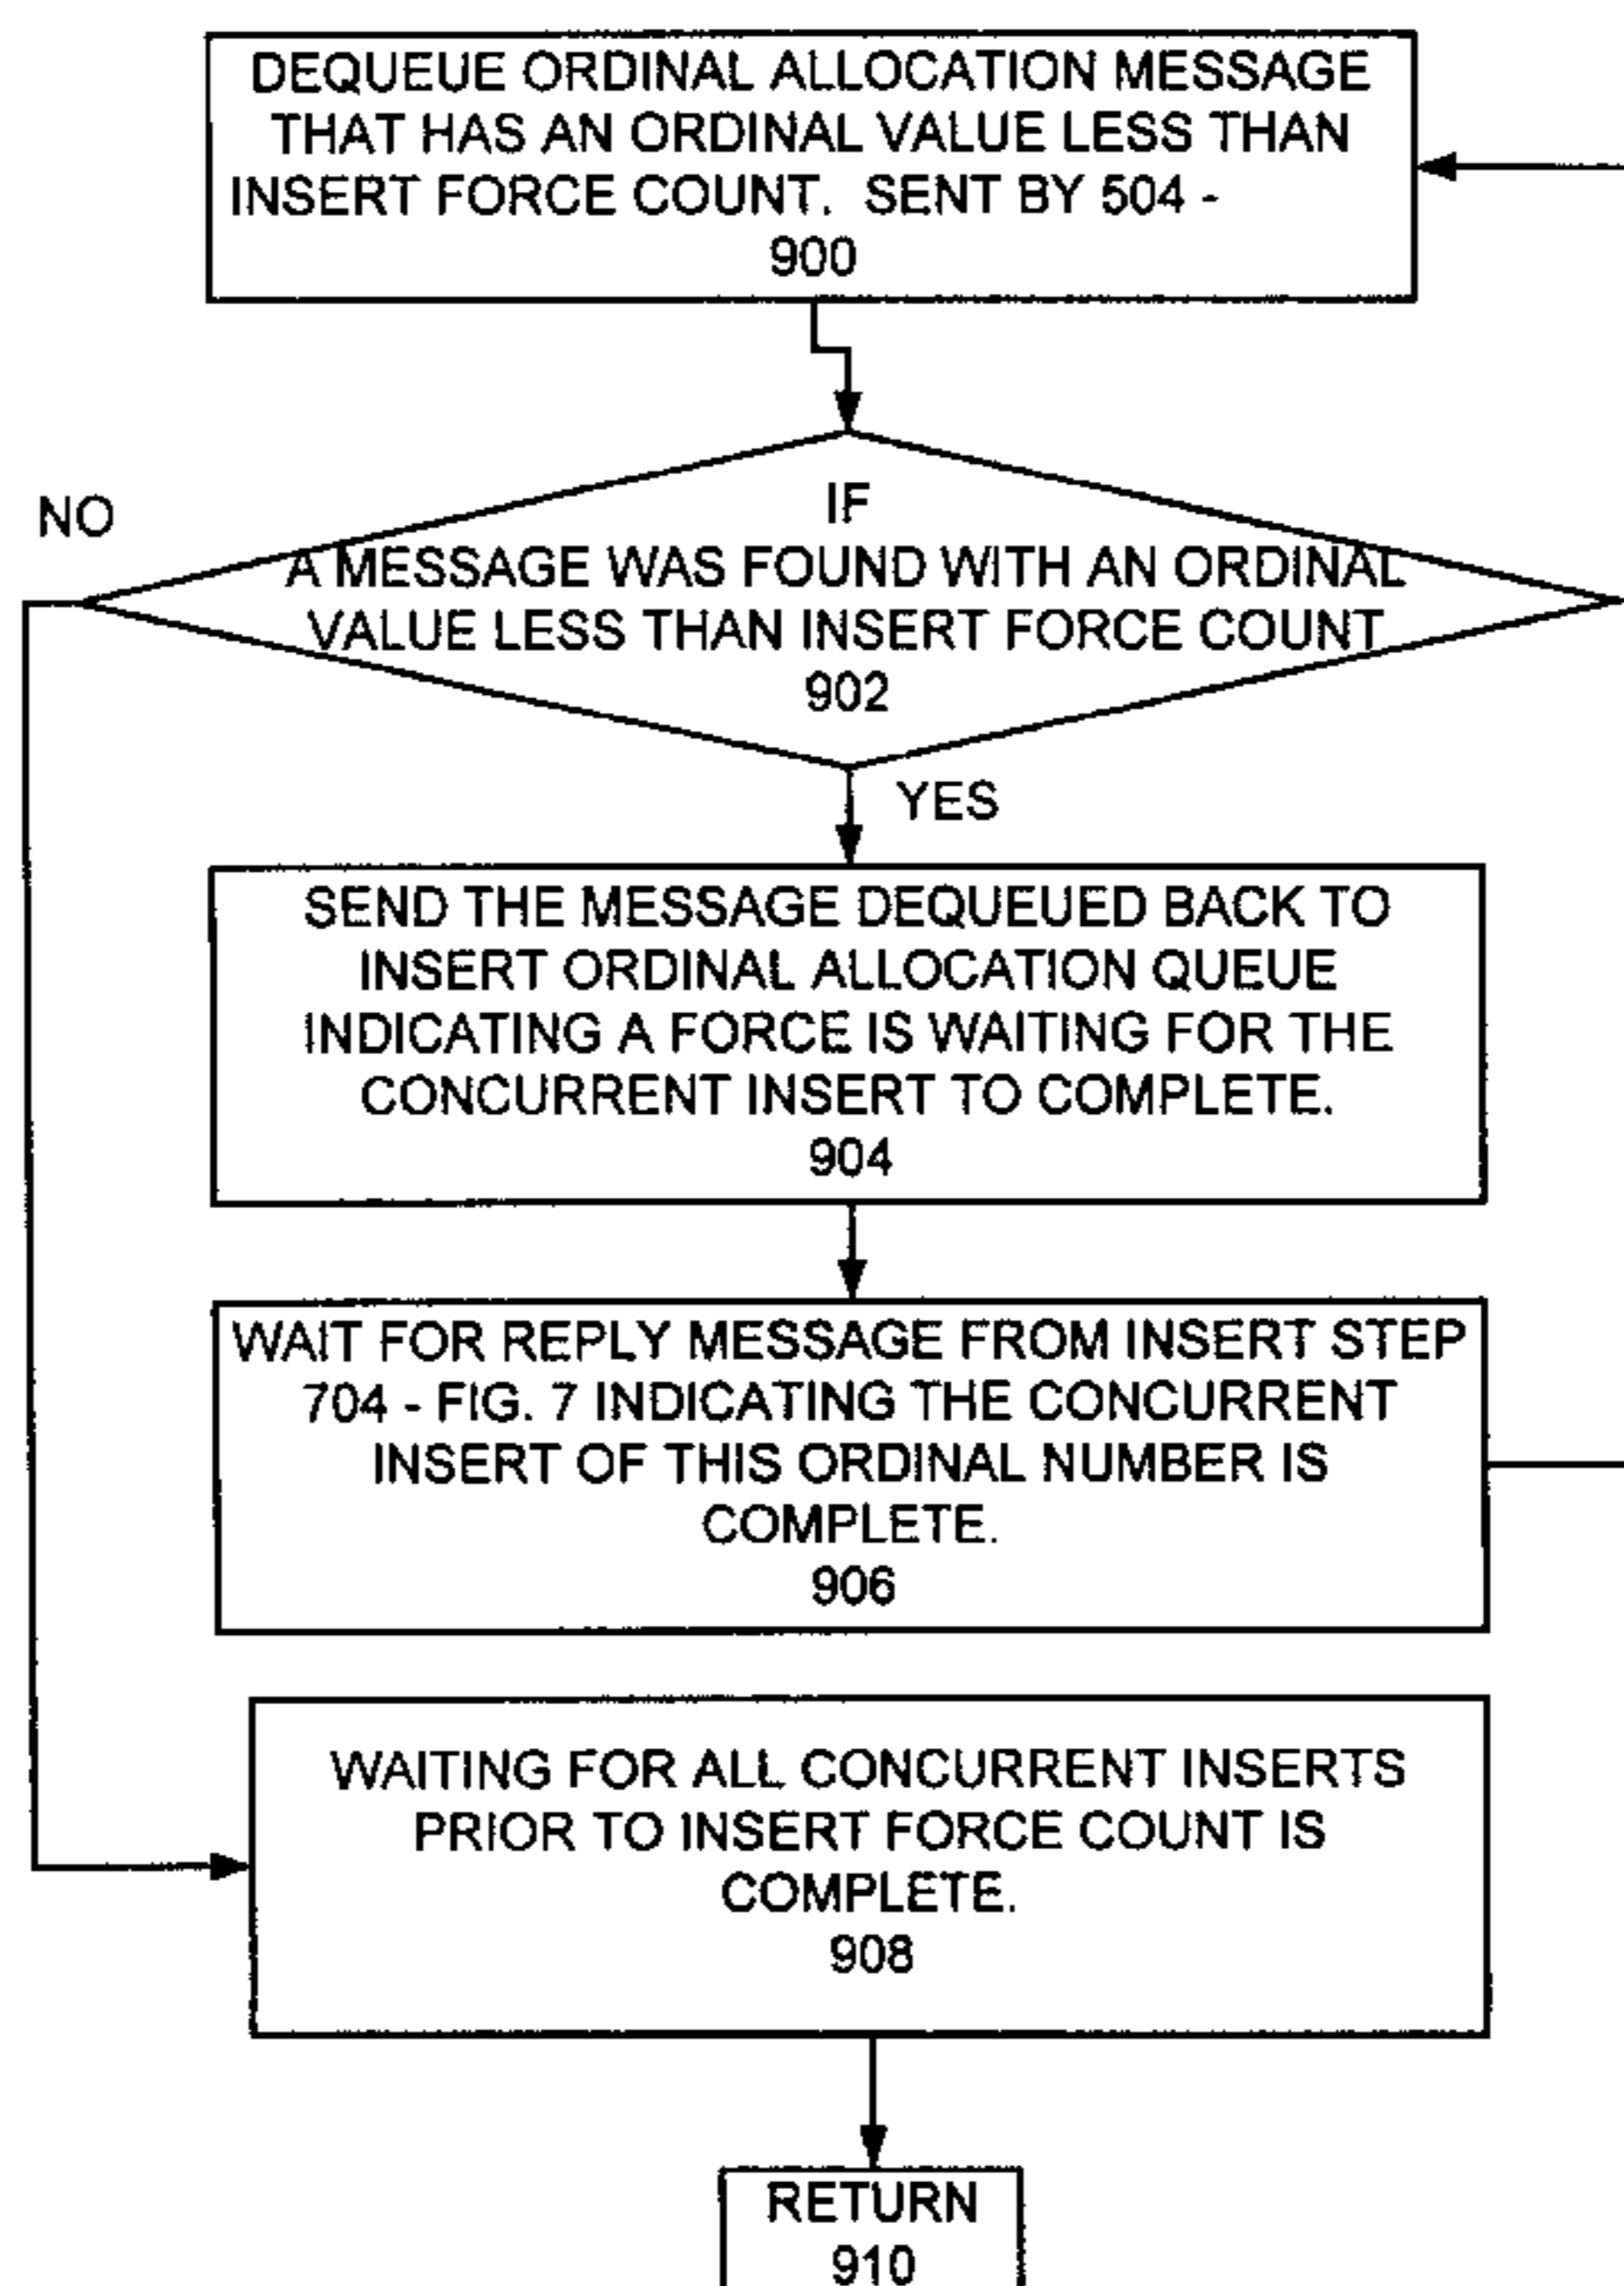 DEQUEUE ORDINAL ALLOCATION MESSAGE
THAT HAS AN ORDINAL VALUE LESS THAN
INSERT FORCE COUNT. SENT BY 504 -
900
NO
IF
A MESSAGE WAS FOUND WITH AN ORDINAL
VALUE LESS THAN INSERT FORCE COUNT
902
YES
SEND THE MESSAGE DEQUEUED BACK TO
INSERT ORDINAL ALLOCATION QUEUE
INDICATING A FORCE IS WAITING FOR THE
CONCURRENT INSERT TO COMPLETE.
904
WAIT FOR REPLY MESSAGE FROM INSERT STEP
704 - FIG. 7 INDICATING THE CONCURRENT
INSERT OF THIS ORDINAL NUMBER IS
COMPLETE.
906
WAITING FOR ALL CONCURRENT INSERTS
PRIOR TO INSERT FORCE COUNT IS
COMPLETE.
908
RETURN
910